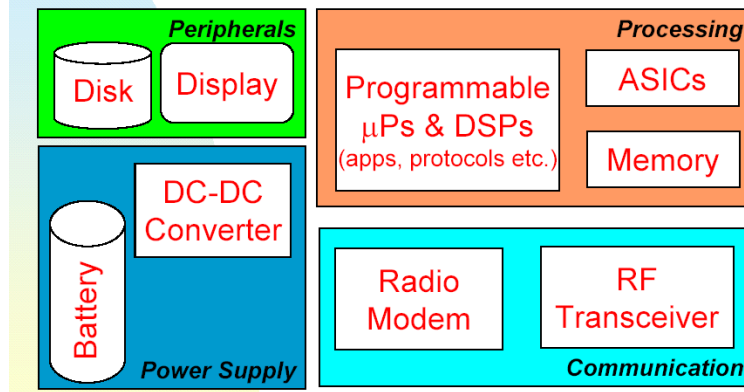 Peripherals
Disk
Display
Processing
Programmable
μPs & DSPs
(apps, protocols etc.)
ASICs
Memory
DC-DC
Converter
Battery
Power Supply
Radio
Modem
RF
Transceiver
Communication